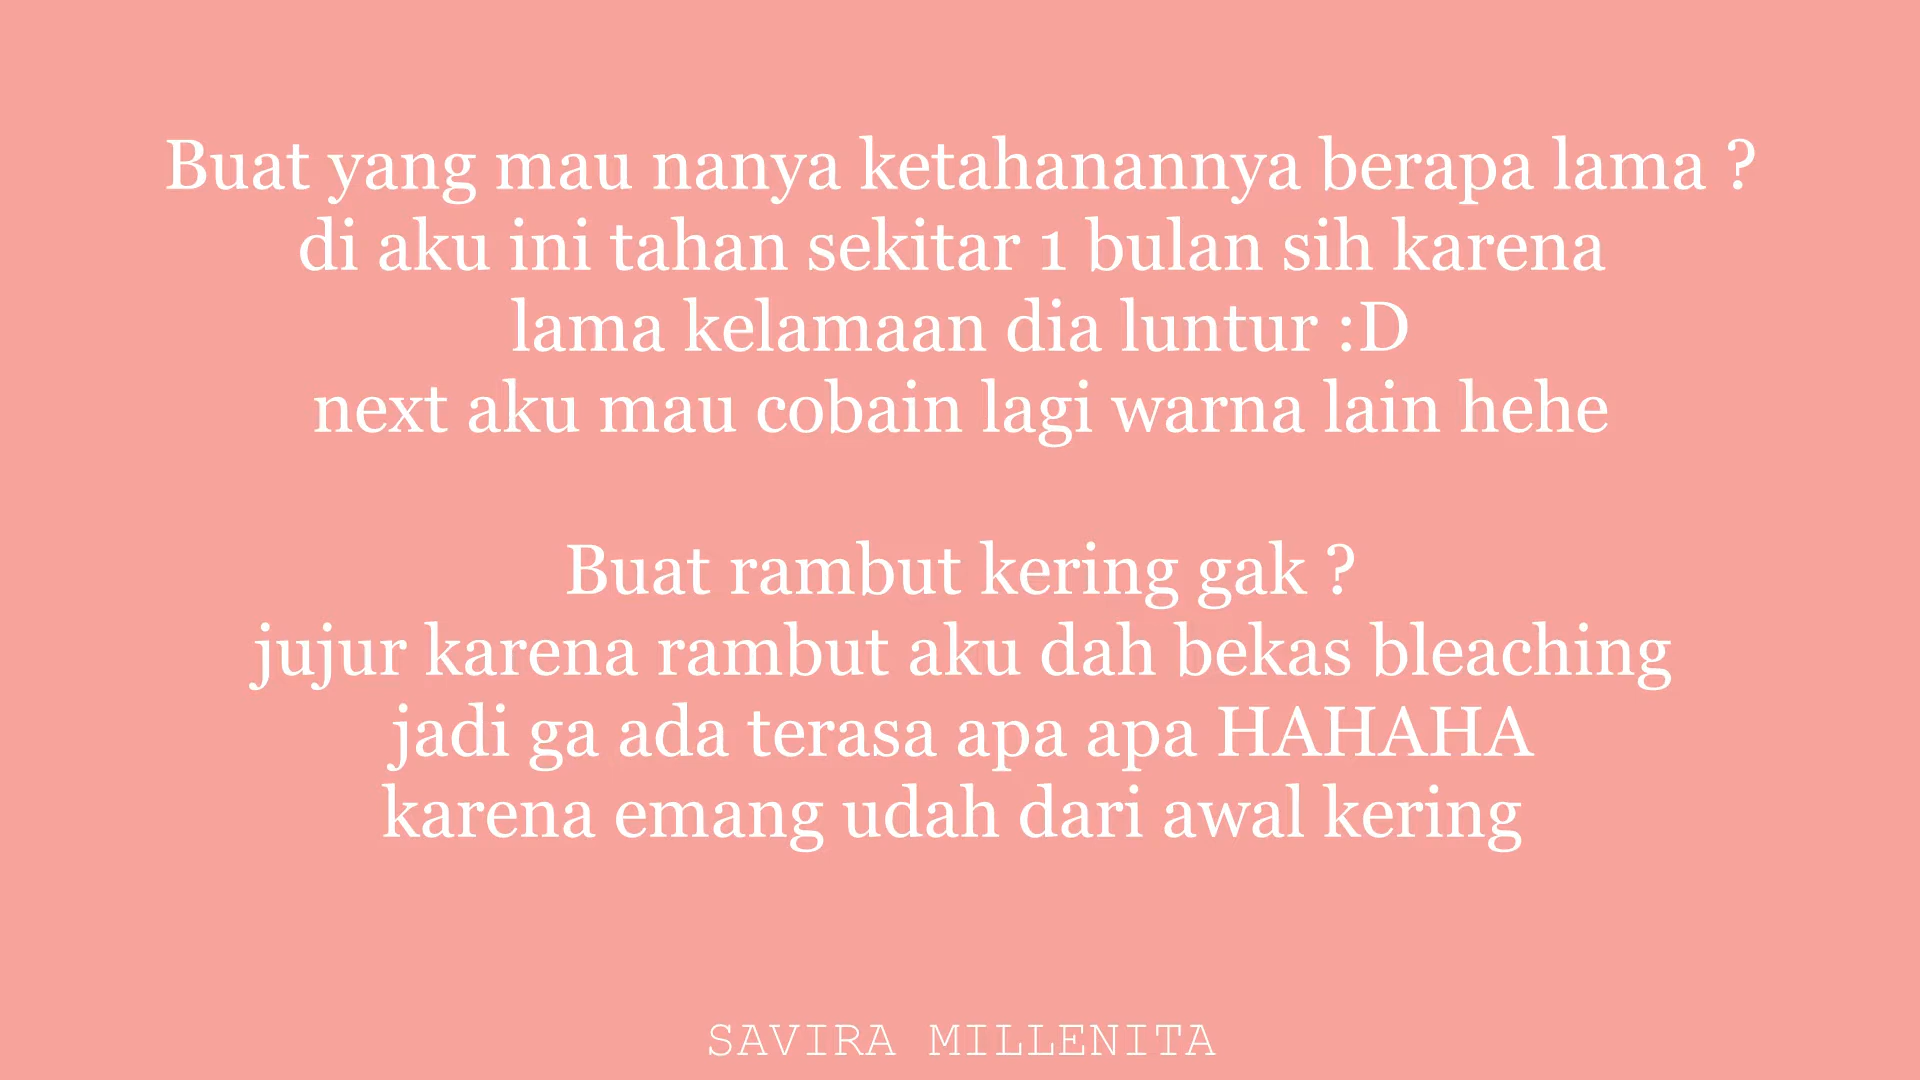 Buat yang mau nanya ketahanannya berapa lama ?
di aku ini tahan sekitar 1 bulan sih karena
lama kelamaan dia luntur :D
next aku mau cobain lagi warna lain hehe
Buat rambut kering gak ?
jujur karena rambut aku dah bekas bleaching
jadi ga ada terasa apa apa HAHAHA
karena emang udah dari awal kering
SAVIRA MILLENITA